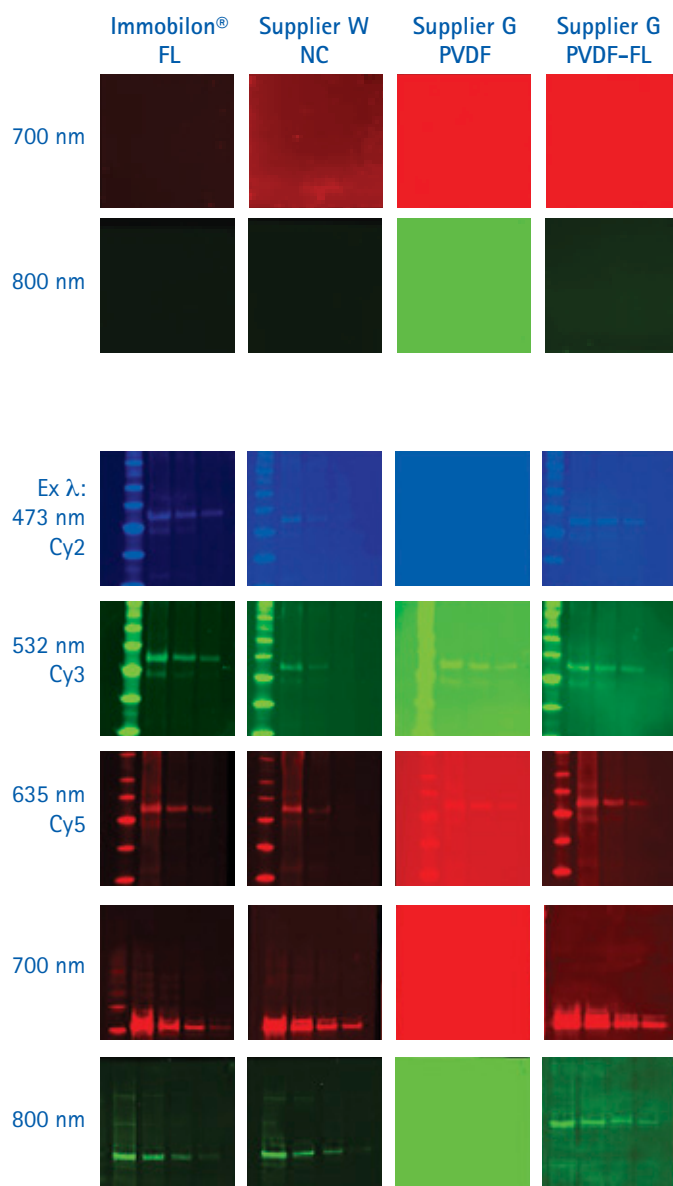 Immobilon® FL
Supplier W NC
Supplier G PVDF
Supplier G PVDF-FL
700 nm
800 nm
Ex λ:
473 nm
Cy2
532 nm
Cy3
635 nm
Cy5
700 nm
800 nm